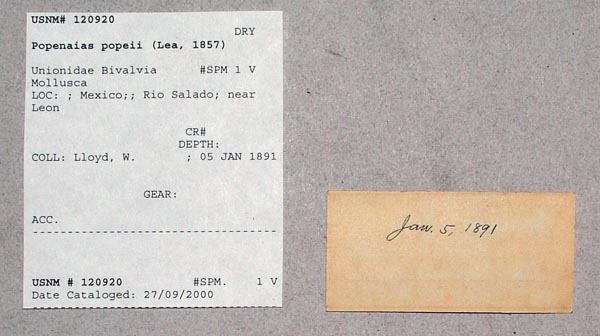 USNM# 120920
DRY
Popenaias popeii (Lea, 1857)
Unionidae Bivalvia #SPM 1 V
Mollusca
LOC: ; Mexico;; Rio Salado; near
Leon
CR#
DEPTH:
COLL: Lloyd, W. ; 05 JAN 1891
GEAR:
ACC.
--------------------------------
USNM # 120920 #SPM. 1 V
Date Cataloged: 27/09/2000
Jan. 5, 1891